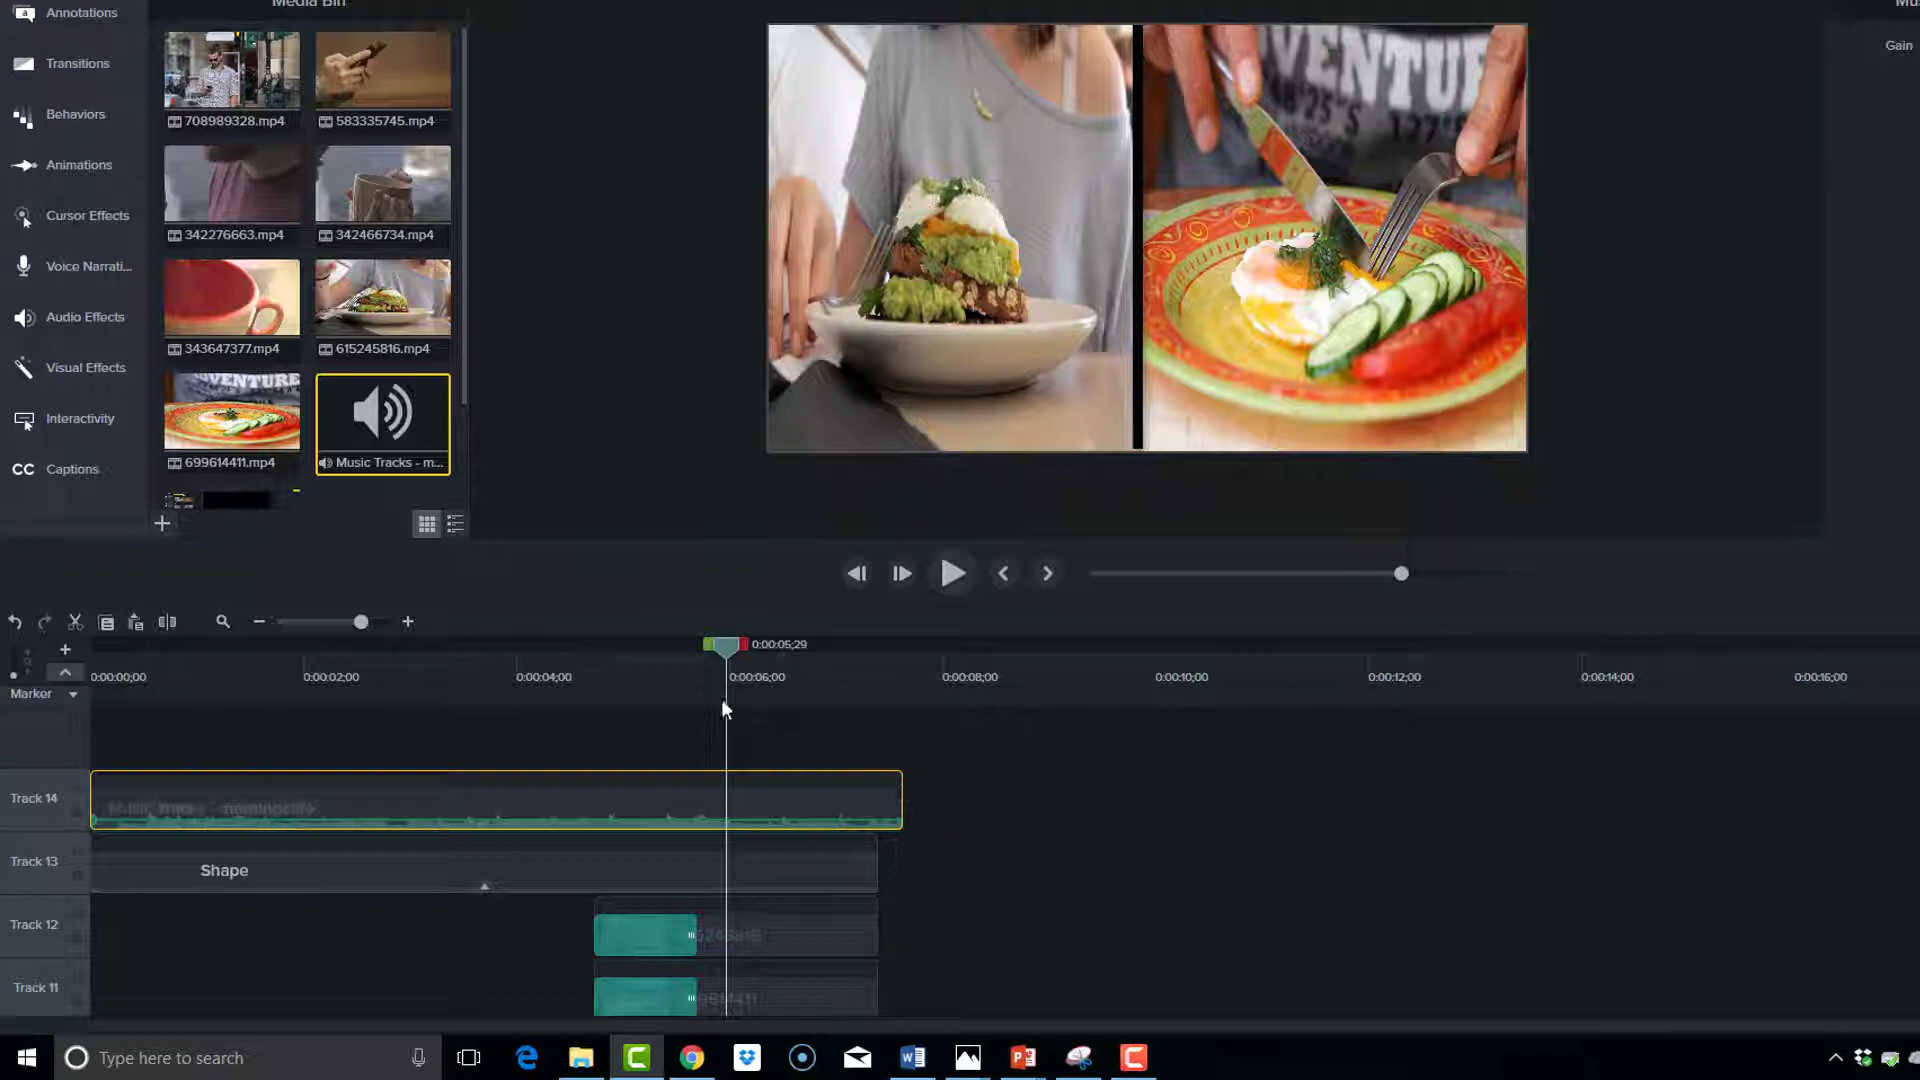 Annotations
Media Bin
Transitions
Behaviors
Animations
Cursor Effects
Voice Narrati...
Audio Effects
Visual Effects
Interactivity
CC Captions
708989328.mp4
583335745.mp4
342276663.mp4
342466734.mp4
343647377.mp4
615245816.mp4
699614411.mp4
Music Tracks - m...
Gain
0:00:05;29
0:00:00;00
0:00:02;00
0:00:04;00
0:00:06;00
0:00:08;00
0:00:10;00
0:00:12;00
0:00:14;00
0:00:16;00
Marker
Track 14
Track 13
Shape
Track 12
Track 11
Type here to search